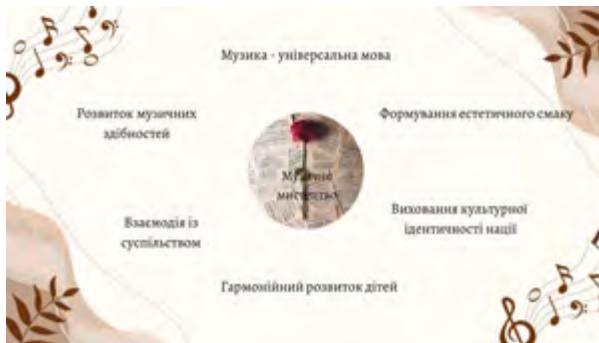 Музика - універсальна мова
Розвиток музичних
здібностей
Формування естетичного смаку
Музичне
мистецтво
Взаємодія із
суспільством
Виховання культурної
ідентичності нації
Гармонійний розвиток дітей